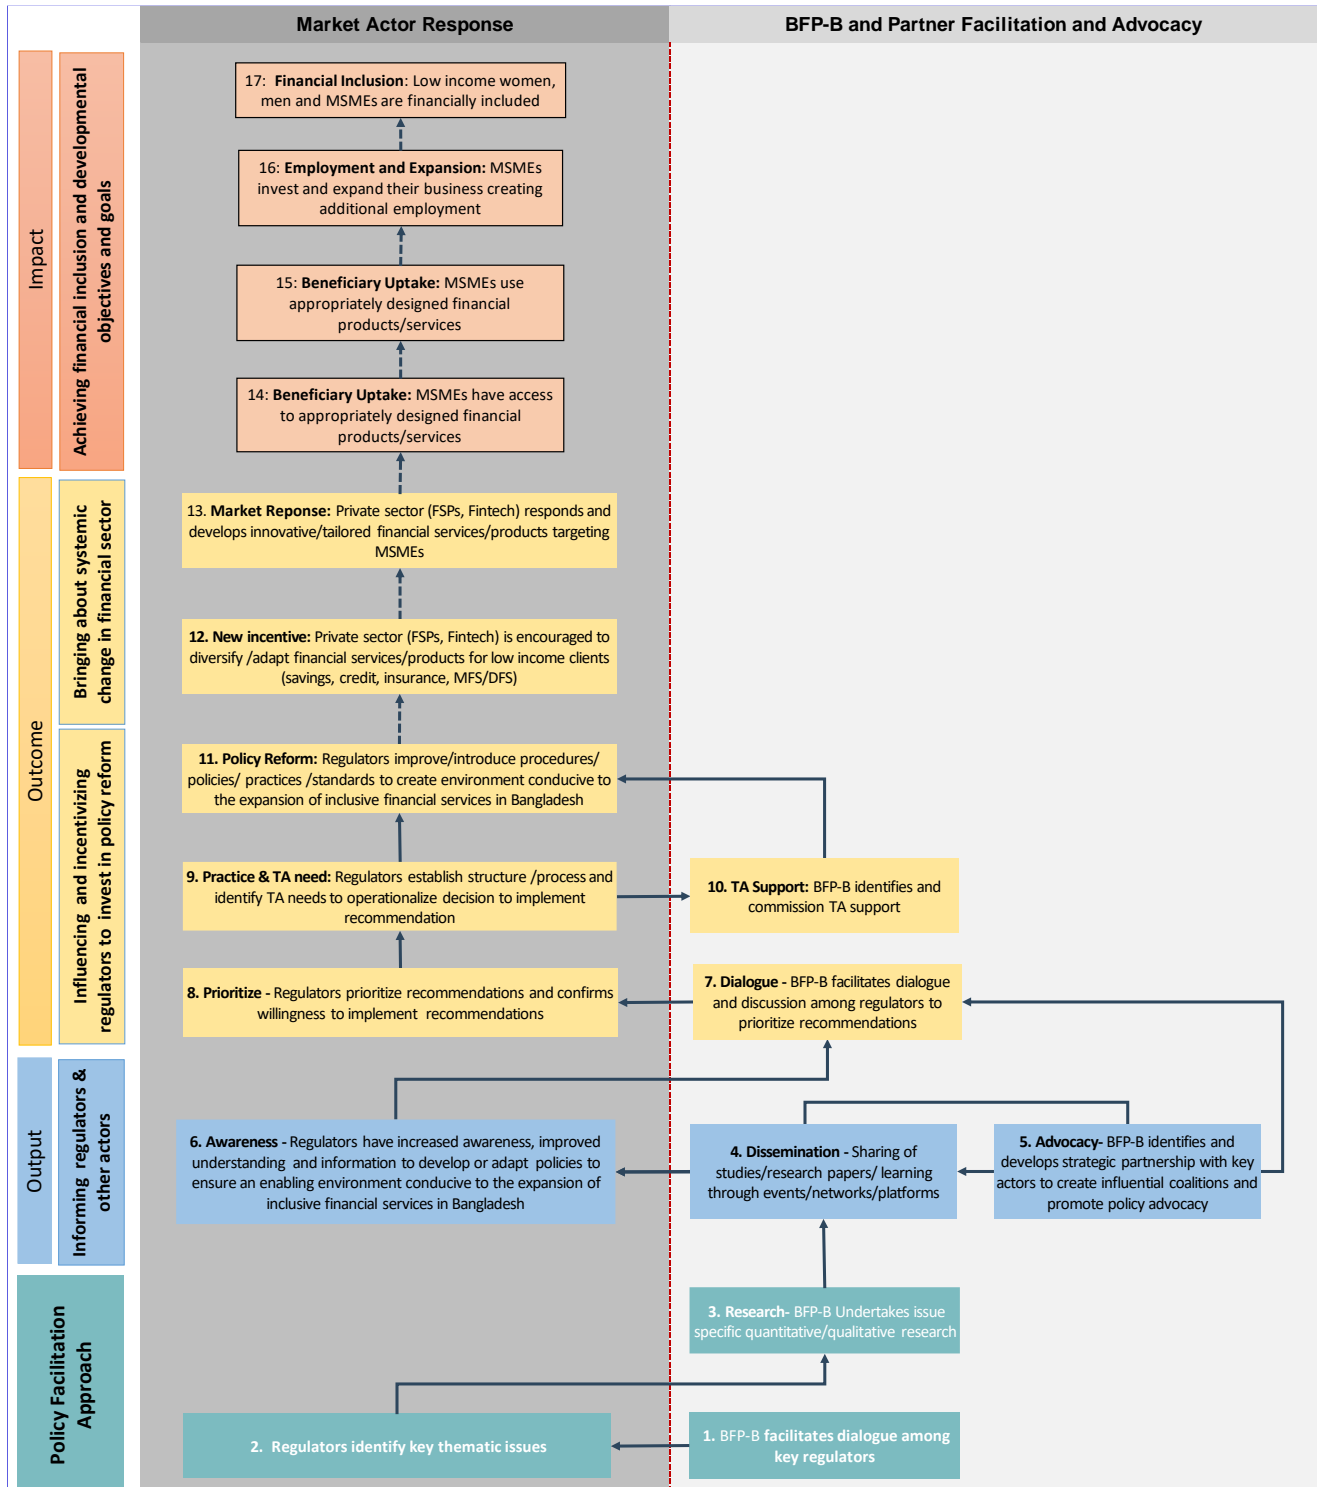 Market Actor Response
BFP-B and Partner Facilitation and Advocacy
Impact
Achieving financial inclusion and developmental
objectives and goals
17: Financial Inclusion: Low income women,
men and MSMEs are financially included
16: Employment and Expansion: MSMEs
invest and expand their business creating
additional employment
15: Beneficiary Uptake: MSMEs use
appropriately designed financial
products/services
14: Beneficiary Uptake: MSMEs have access
to appropriately designed financial
products/services
Outcome
Bringing about systemic
change in financial sector
13. Market Reponse: Private sector (FSPs, Fintech) responds and
develops innovative/tailored financial services/products targeting
MSMEs
12. New incentive: Private sector (FSPs, Fintech) is encouraged to
diversify /adapt financial services/products for low income clients
(savings, credit, insurance, MFS/DFS)
Influencing and incentivizing
regulators to invest in policy reform
11. Policy Reform: Regulators improve/introduce procedures/
policies/ practices /standards to create environment conducive to
the expansion of inclusive financial services in Bangladesh
9. Practice & TA need: Regulators establish structure /process and
identify TA needs to operationalize decision to implement
recommendation
10. TA Support: BFP-B identifies and
commission TA support
8. Prioritize - Regulators prioritize recommendations and confirms
willingness to implement recommendations
7. Dialogue - BFP-B facilitates dialogue
and discussion among regulators to
prioritize recommendations
Output
Informing regulators &
other actors
6. Awareness - Regulators have increased awareness, improved
understanding and information to develop or adapt policies to
ensure an enabling environment conducive to the expansion of
inclusive financial services in Bangladesh
4. Dissemination - Sharing of
studies/research papers/ learning
through events/networks/platforms
5. Advocacy- BFP-B identifies and
develops strategic partnership with key
actors to create influential coalitions and
promote policy advocacy
Policy Facilitation
Approach
3. Research- BFP-B Undertakes issue
specific quantitative/qualitative research
2. Regulators identify key thematic issues
1. BFP-B facilitates dialogue among
key regulators